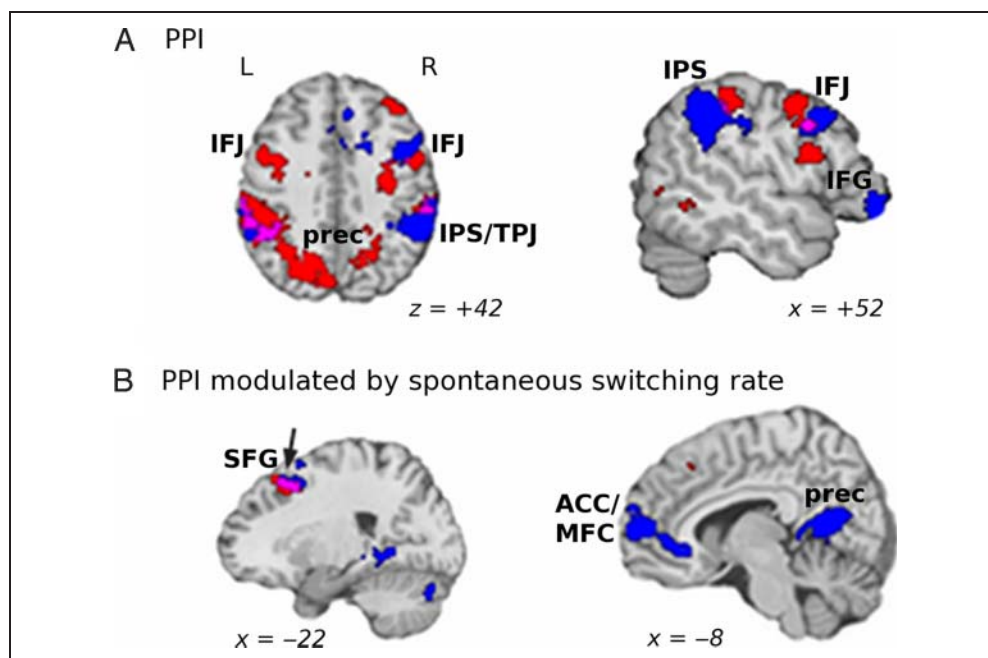 A PPI
L R
IFJ IFJ
prec IPS/TPJ
z = +42
IPS IFJ
IFG
x = +52
B PPI modulated by spontaneous switching rate
SFG
x = –22
ACC/
MFC
prec
x = –8